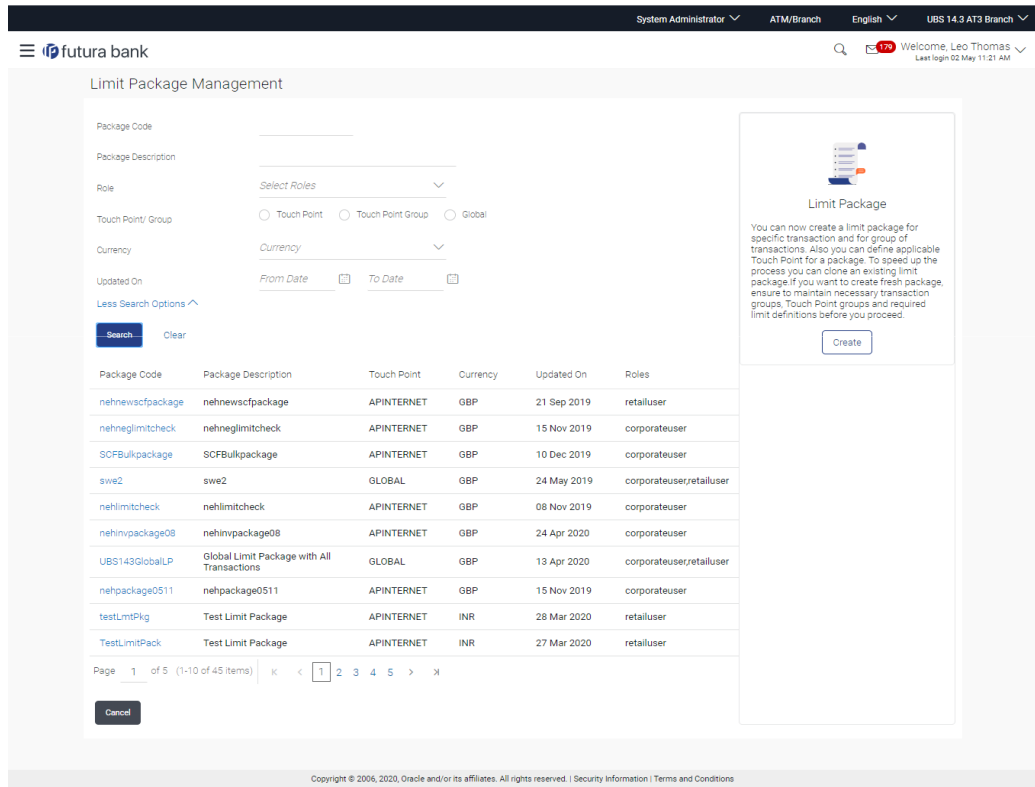 System Administrator ATM/Branch English UBS 14.3 AT3 Branch
futura bank 179 Welcome, Leo Thomas
Last login 02 May 11:21 AM
Limit Package Management
Package Code
Package Description
Role Select Roles
Touch Point/ Group Touch Point Touch Point Group Global
Currency Currency
Updated On From Date To Date
Less Search Options
Search Clear
Limit Package
You can now create a limit package for
specific transaction and for group of
transactions. Also you can define applicable
Touch Point for a package. To speed up the
process you can clone an existing limit
package.If you want to create fresh package,
ensure to maintain necessary transaction
groups, Touch Point groups and required
limit definitions before you proceed.
Create
Package Code Package Description Touch Point Currency Updated On Roles
nehnewscfpackage nehnewscfpackage APINTERNET GBP 21 Sep 2019 retailuser
nehneglimitcheck nehneglimitcheck APINTERNET GBP 15 Nov 2019 corporateuser
SCFBulkpackage SCFBulkpackage APINTERNET GBP 10 Dec 2019 corporateuser
swe2 swe2 GLOBAL GBP 24 May 2019 corporateuser,retailuser
nehlimitcheck nehlimitcheck APINTERNET GBP 08 Nov 2019 corporateuser
nehinvpackage08 nehinvpackage08 APINTERNET GBP 24 Apr 2020 corporateuser
UBS143GlobalLP Global Limit Package with All Transactions GLOBAL GBP 13 Apr 2020 corporateuser,retailuser
nehpackage0511 nehpackage0511 APINTERNET GBP 15 Nov 2019 corporateuser
testLmtPkg Test Limit Package APINTERNET INR 28 Mar 2020 retailuser
TestLimitPack Test Limit Package APINTERNET INR 27 Mar 2020 retailuser
Page 1 of 5 (1-10 of 45 items) 1 2 3 4 5
Cancel
Copyright © 2006, 2020, Oracle and/or its affiliates. All rights reserved. | Security Information | Terms and Conditions